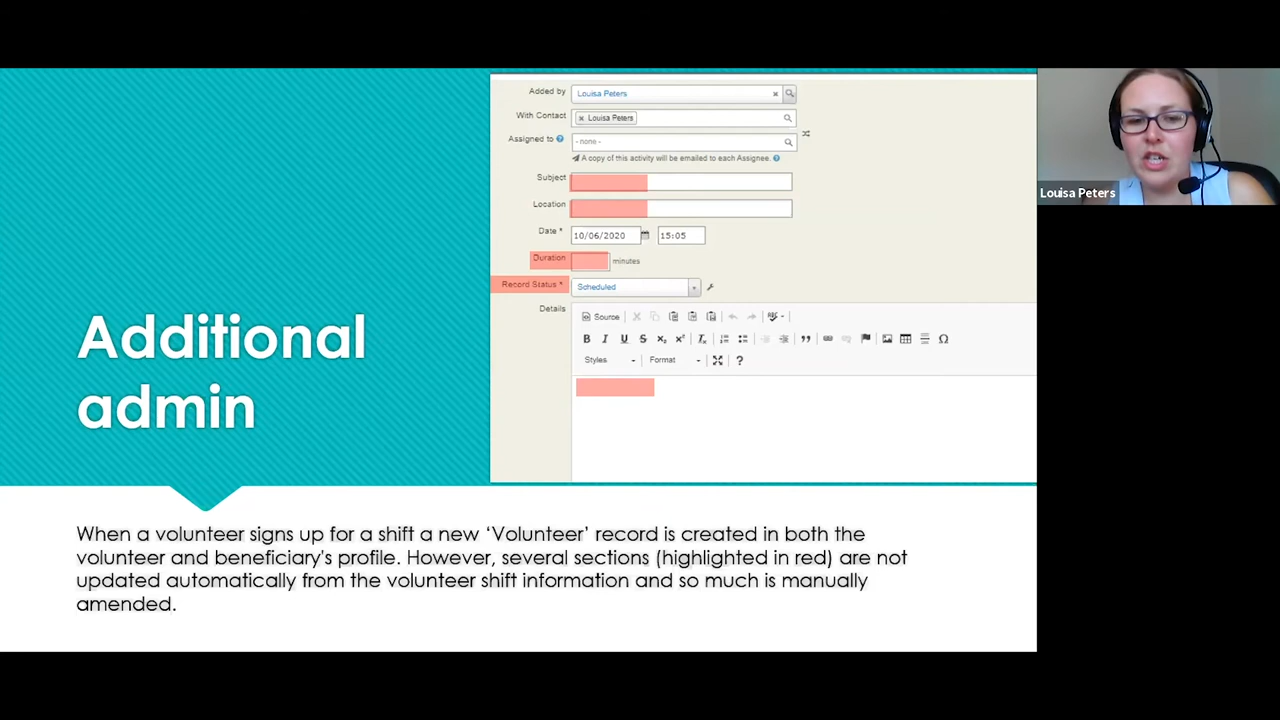 Added by
Louisa Peters
With Contact
Louisa Peters
Assigned to
- none -
A copy of this activity will be emailed to each Assignee.
Subject
Location
Date *
10/06/2020
15:05
Duration
minutes
Record Status *
Scheduled
Details
Source
Styles
Format
Louisa Peters
Additional
admin
When a volunteer signs up for a shift a new ‘Volunteer’ record is created in both the
volunteer and beneficiary's profile. However, several sections (highlighted in red) are not
updated automatically from the volunteer shift information and so much is manually
amended.